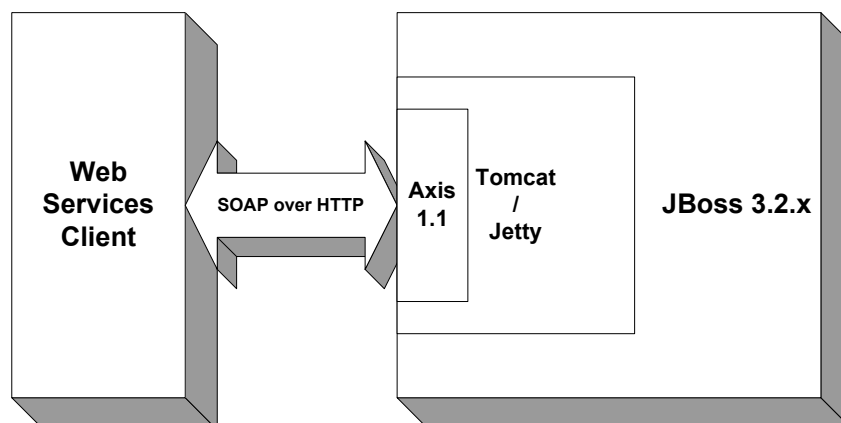 Web
Services
Client
SOAP over HTTP
Axis
1.1
Tomcat
/
Jetty
JBoss 3.2.x